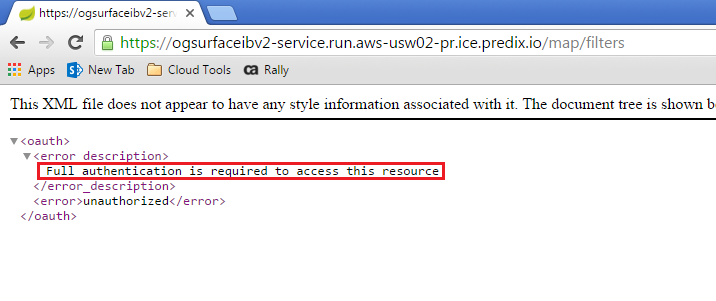 https://ogsurfaceibv2-serv
https://ogsurfaceibv2-service.run.aws-usw02-pr.ice.predix.io/map/filters
Apps New Tab Cloud Tools ca Rally
This XML file does not appear to have any style information associated with it. The document tree is shown b
<oauth>
<error_description>
Full authentication is required to access this resource
</error_description>
<error>unauthorized</error>
</oauth>